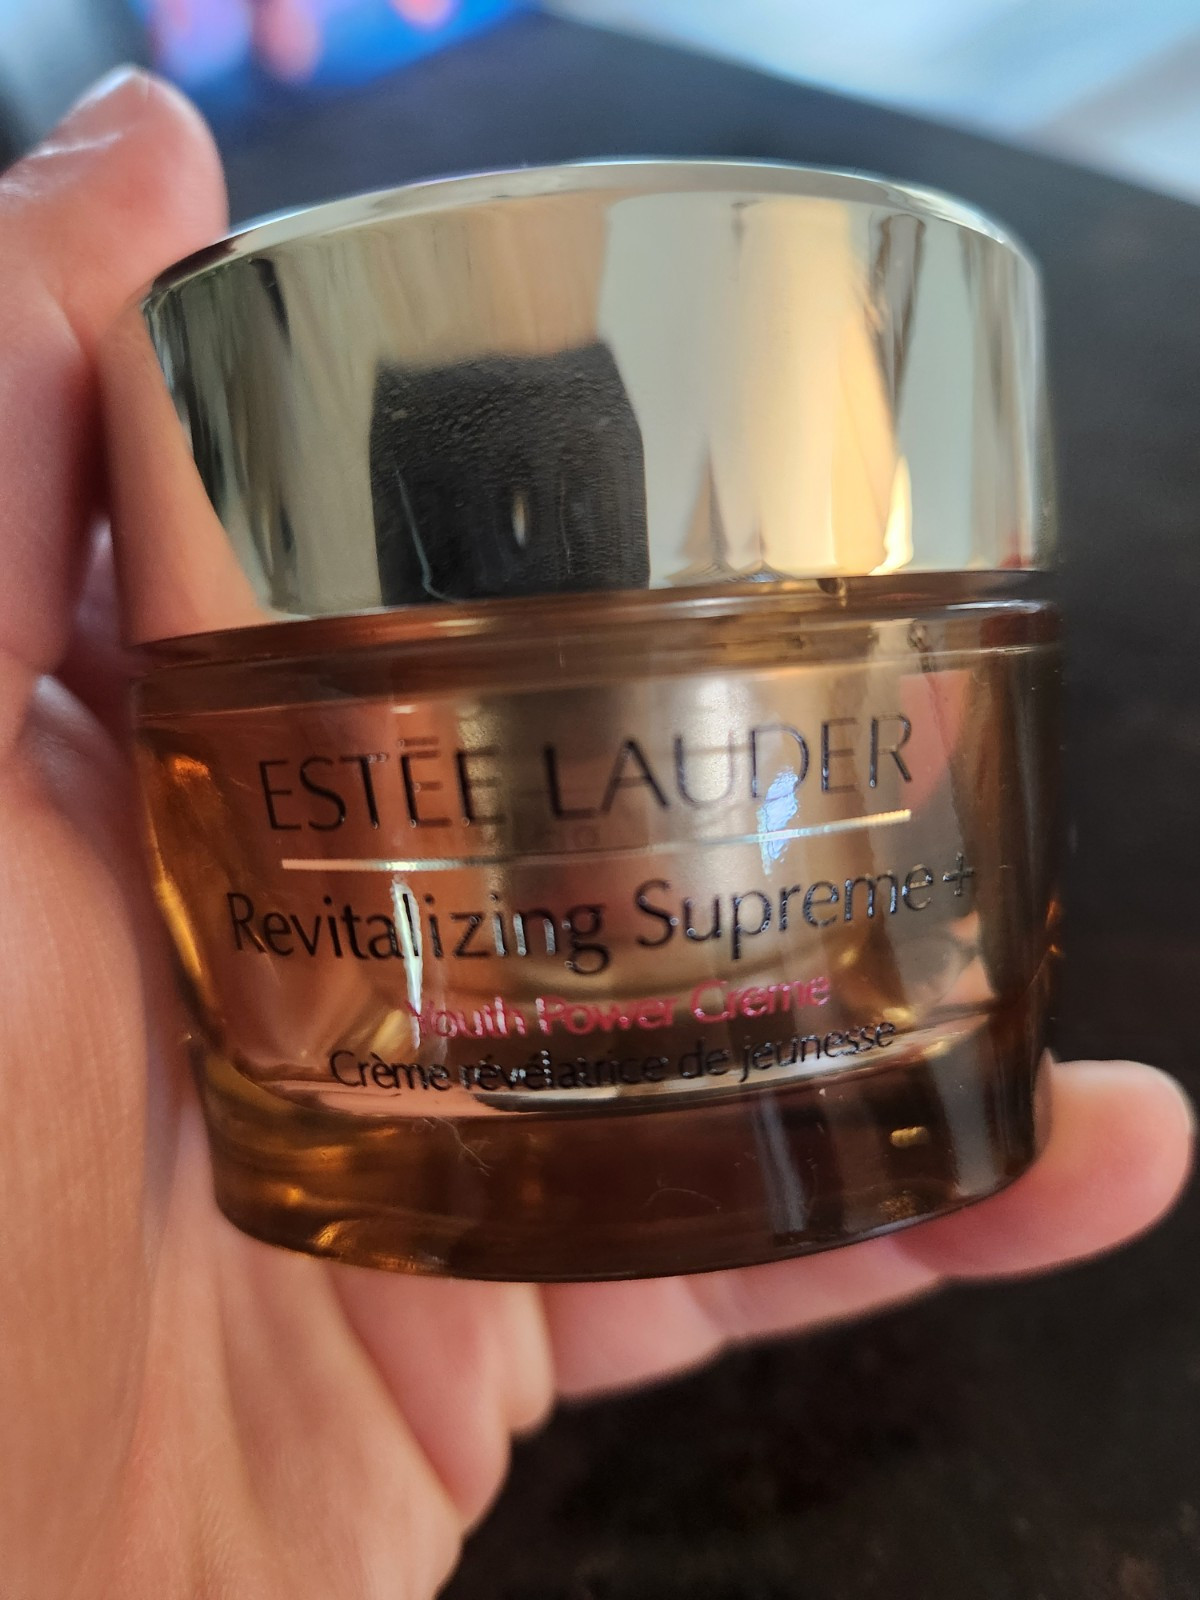 ESTĒE LAUDER
Revitalizing Supreme+
Youth Power Creme
Crème révélatrice de jeunesse